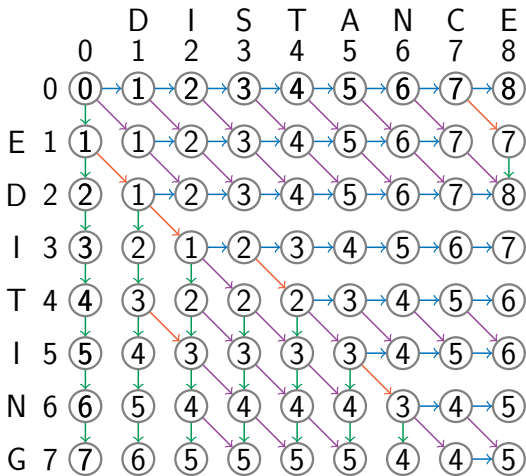 D I S T A N C E
0 1 2 3 4 5 6 7 8
0 0 1 2 3 4 5 6 7 8
E 1 1 1 2 3 4 5 6 7 7
D 2 2 1 2 3 4 5 6 7 8
I 3 3 2 1 2 3 4 5 6 7
T 4 4 3 2 2 2 3 4 5 6
I 5 5 4 3 3 3 3 4 5 6
N 6 6 5 4 4 4 4 3 4 5
G 7 7 6 5 5 5 5 4 4 5